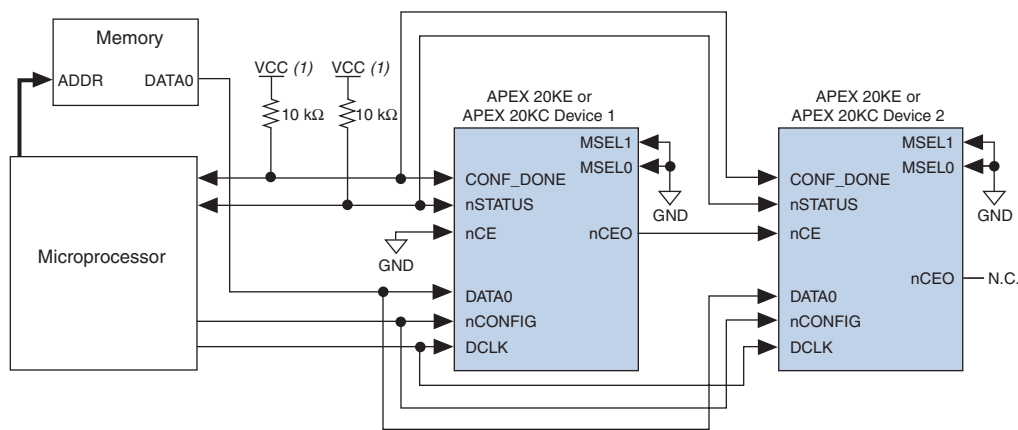 Memory
ADDR DATA0
VCC (1) VCC (1)
10 kΩ 10 kΩ
Microprocessor
APEX 20KE or
APEX 20KC Device 1
MSEL1
MSEL0
CONF_DONE
nSTATUS
nCE
nCEO
DATA0
nCONFIG
DCLK
GND
GND
APEX 20KE or
APEX 20KC Device 2
MSEL1
MSEL0
CONF_DONE
nSTATUS
nCE
nCEO
N.C.
DATA0
nCONFIG
DCLK
GND